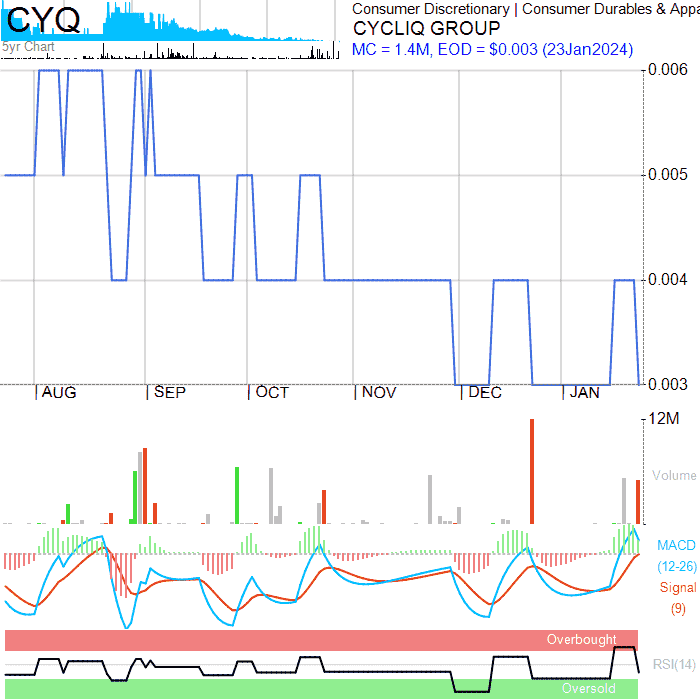 CYQ
5yr Chart
Consumer Discretionary | Consumer Durables & Appa
CYCLIQ GROUP
MC = 1.4M, EOD = $0.003 (23Jan2024)
0.006
0.005
0.004
0.003
AUG
SEP
OCT
NOV
DEC
JAN
12M
Volume
MACD
(12-26)
Signal
(9)
Overbought
RSI(14)
Oversold